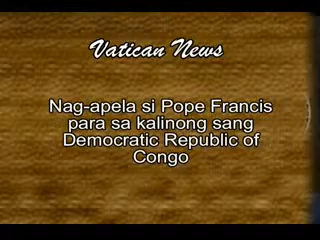 Vatican News
Nag-apela si Pope Francis
para sa kalinong sang
Democratic Republic of
Congo